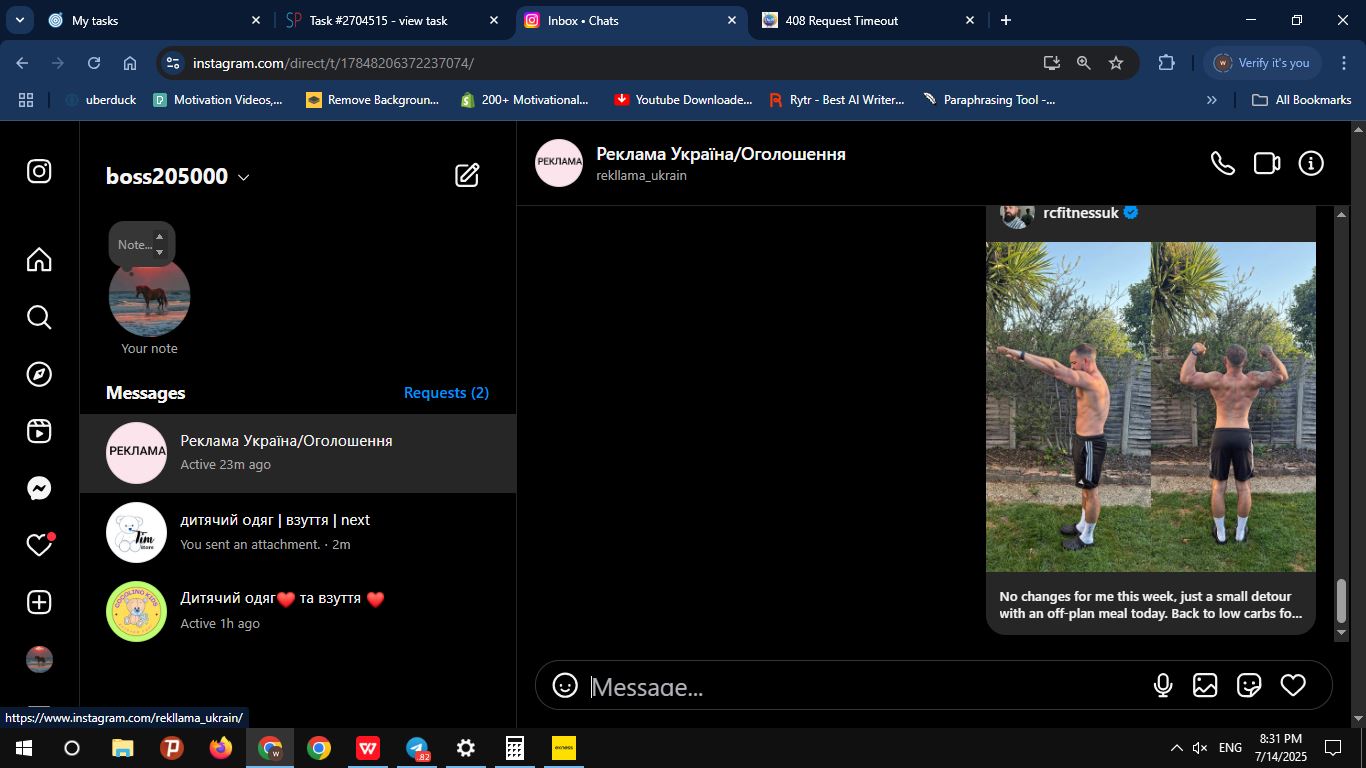 My tasks
Task #2704515 - view task
Inbox • Chats
408 Request Timeout
instagram.com/direct/t/17848206372237074/
Verify it's you
uberduck
Motivation Videos,...
Remove Backgroun...
200+ Motivational...
Youtube Downloade...
Rytr - Best AI Writer...
Paraphrasing Tool -...
All Bookmarks
boss205000
Note...
Your note
Messages
Requests (2)
РЕКЛАМА
Реклама Україна/Оголошення
Active 23m ago
Tim
store
дитячий одяг | взуття | next
You sent an attachment. · 2m
Дитячий одяг❤️ та взуття ❤️
Active 1h ago
РЕКЛАМА
Реклама Україна/Оголошення
rekllama_ukrain
rcfitnessuk
No changes for me this week, just a small detour
with an off-plan meal today. Back to low carbs fo...
Message...
https://www.instagram.com/rekllama_ukrain/
82
exness
ENG
8:31 PM
7/14/2025